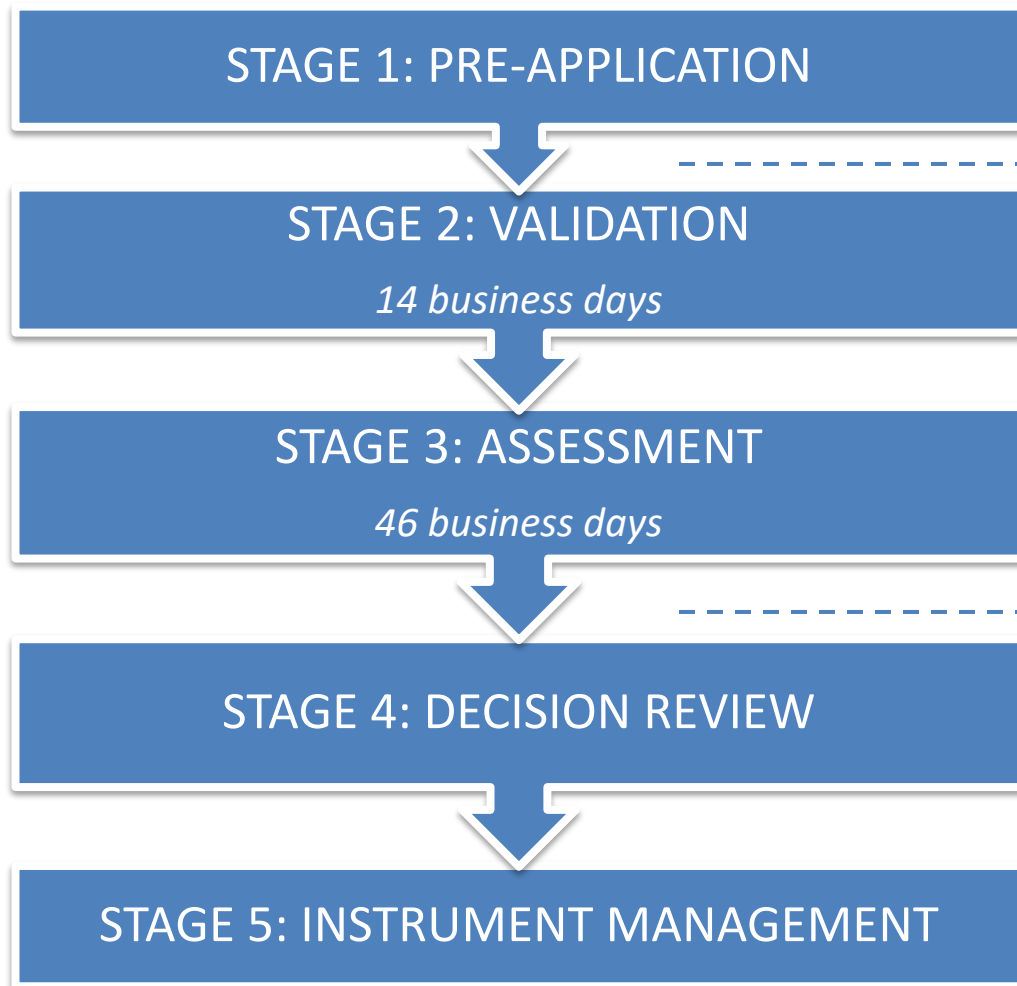 STAGE 1: PRE-APPLICATION
STAGE 2: VALIDATION
14 business days
STAGE 3: ASSESSMENT
46 business days
STAGE 4: DECISION REVIEW
STAGE 5: INSTRUMENT MANAGEMENT